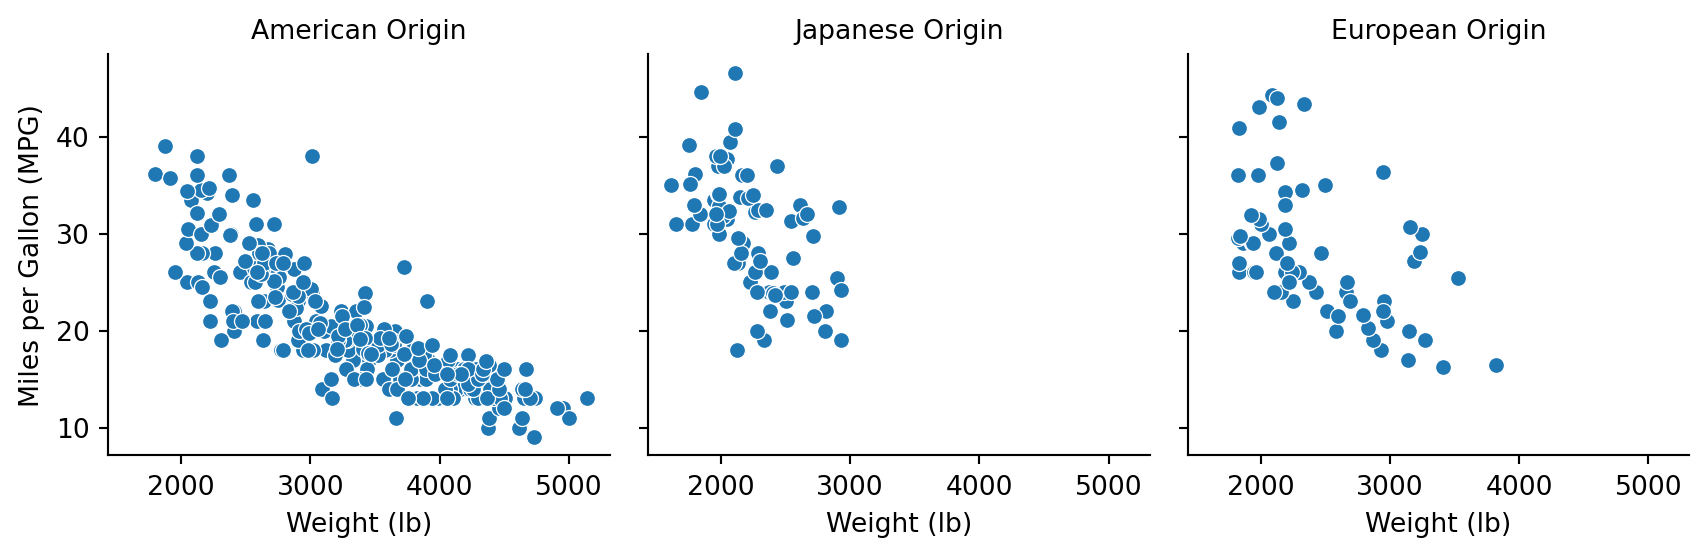 American Origin
Japanese Origin
European Origin
Miles per Gallon (MPG)
40
30
20
10
2000 3000 4000 5000
2000 3000 4000 5000
2000 3000 4000 5000
Weight (lb)
Weight (lb)
Weight (lb)